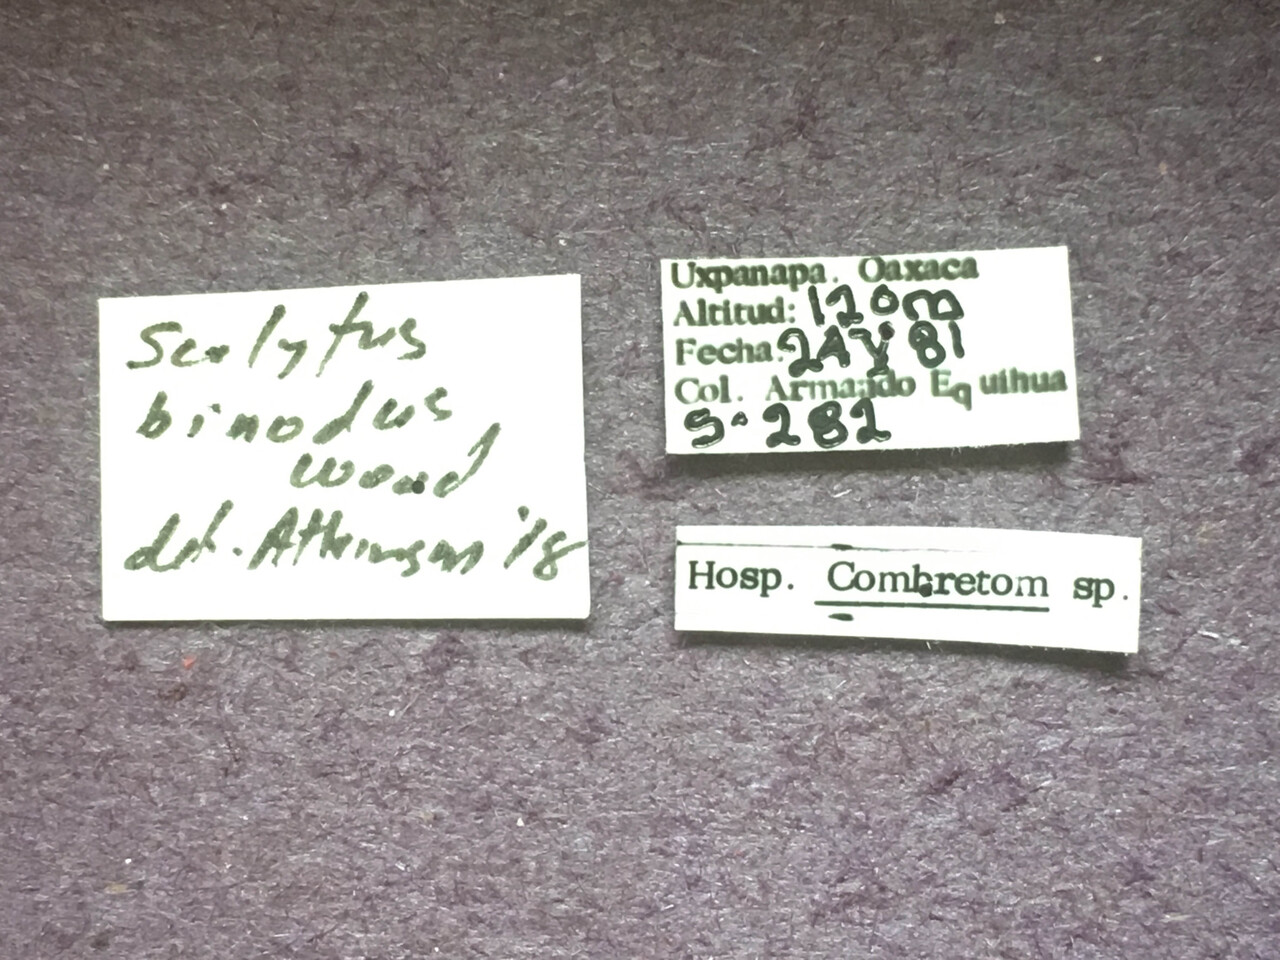 Scolytus
binodus
Wood
det. Atkinson '18
Uxpanapa. Oaxaca
Altitud: 120m
Fecha: 24 V 81
Col. Armando Equihua
S-282
Hosp. Combretom sp.